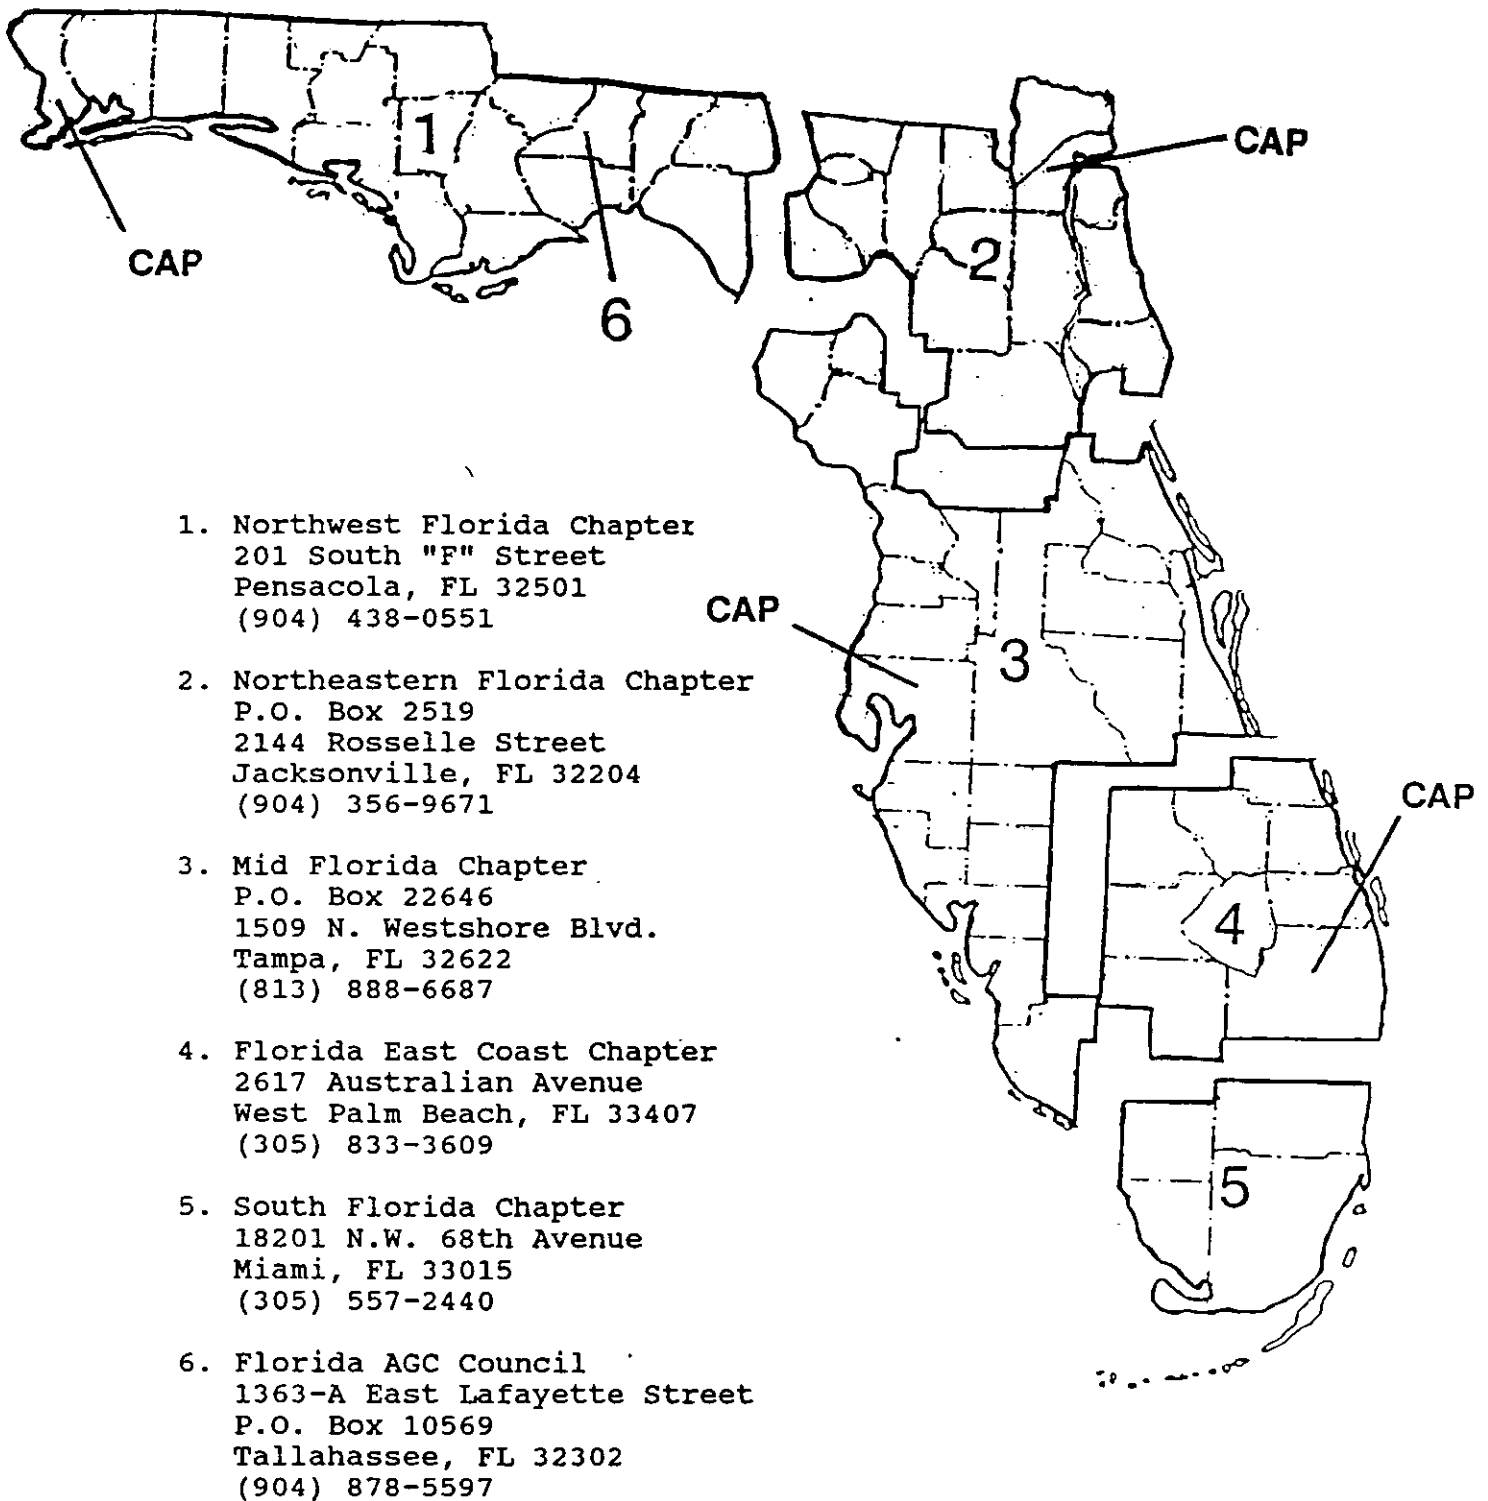 1
CAP
2
CAP
6
1. Northwest Florida Chapter
201 South "F" Street
Pensacola, FL 32501
(904) 438-0551
CAP
3
2. Northeastern Florida Chapter
P.O. Box 2519
2144 Rosselle Street
Jacksonville, FL 32204
(904) 356-9671
CAP
3. Mid Florida Chapter
P.O. Box 22646
1509 N. Westshore Blvd.
Tampa, FL 32622
(813) 888-6687
4
4. Florida East Coast Chapter
2617 Australian Avenue
West Palm Beach, FL 33407
(305) 833-3609
5
5. South Florida Chapter
18201 N.W. 68th Avenue
Miami, FL 33015
(305) 557-2440
6. Florida AGC Council
1363-A East Lafayette Street
P.O. Box 10569
Tallahassee, FL 32302
(904) 878-5597